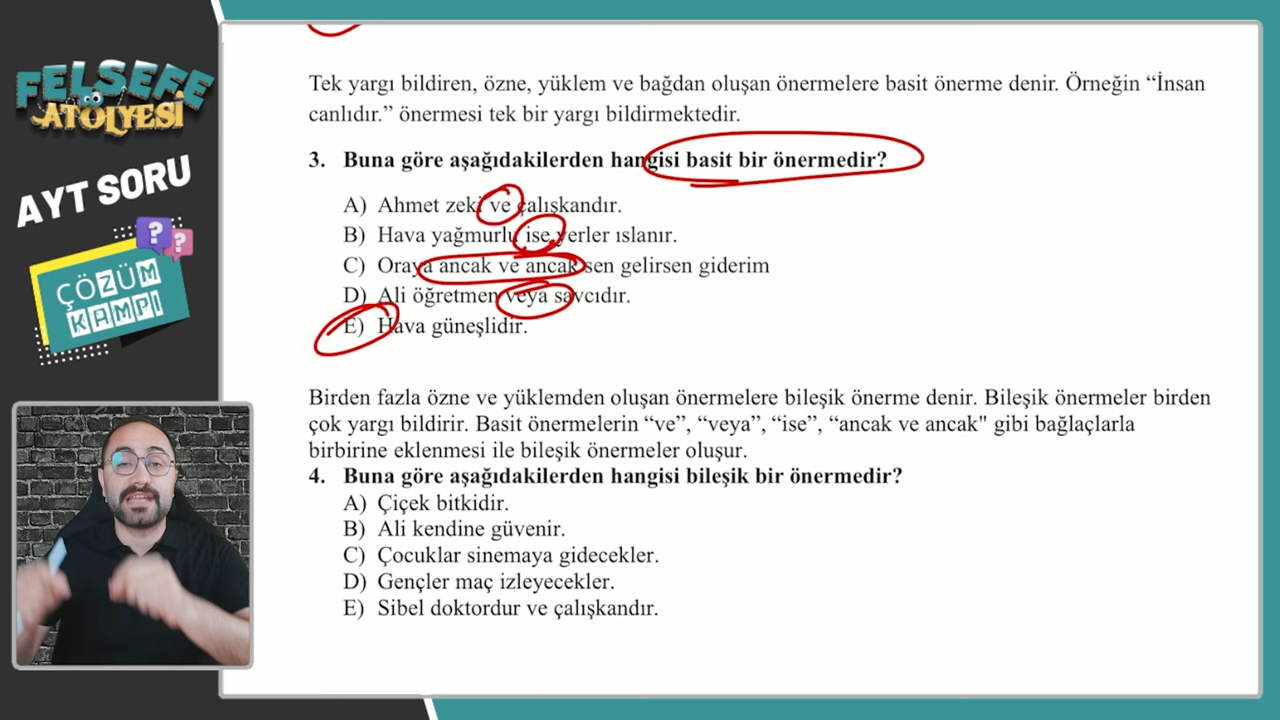 FELSEFE
ATÖLYESİ
AYT SORU
? ?
ÇÖZÜM
KAMPI
Tek yargı bildiren, özne, yüklem ve bağdan oluşan önermelere basit önerme denir. Örneğin “İnsan
canlıdır.” önermesi tek bir yargı bildirmektedir.
3. Buna göre aşağıdakilerden hangisi basit bir önermedir?
A) Ahmet zeki ve çalışkandır.
B) Hava yağmurlu ise yerler ıslanır.
C) Oraya ancak ve ancak sen gelirsen giderim
D) Ali öğretmen veya savcıdır.
E) Hava güneşlidir.
Birden fazla özne ve yüklemden oluşan önermelere bileşik önerme denir. Bileşik önermeler birden
çok yargı bildirir. Basit önermelerin “ve”, “veya”, “ise”, “ancak ve ancak" gibi bağlaçlarla
birbirine eklenmesi ile bileşik önermeler oluşur.
4. Buna göre aşağıdakilerden hangisi bileşik bir önermedir?
A) Çiçek bitkidir.
B) Ali kendine güvenir.
C) Çocuklar sinemaya gidecekler.
D) Gençler maç izleyecekler.
E) Sibel doktordur ve çalışkandır.